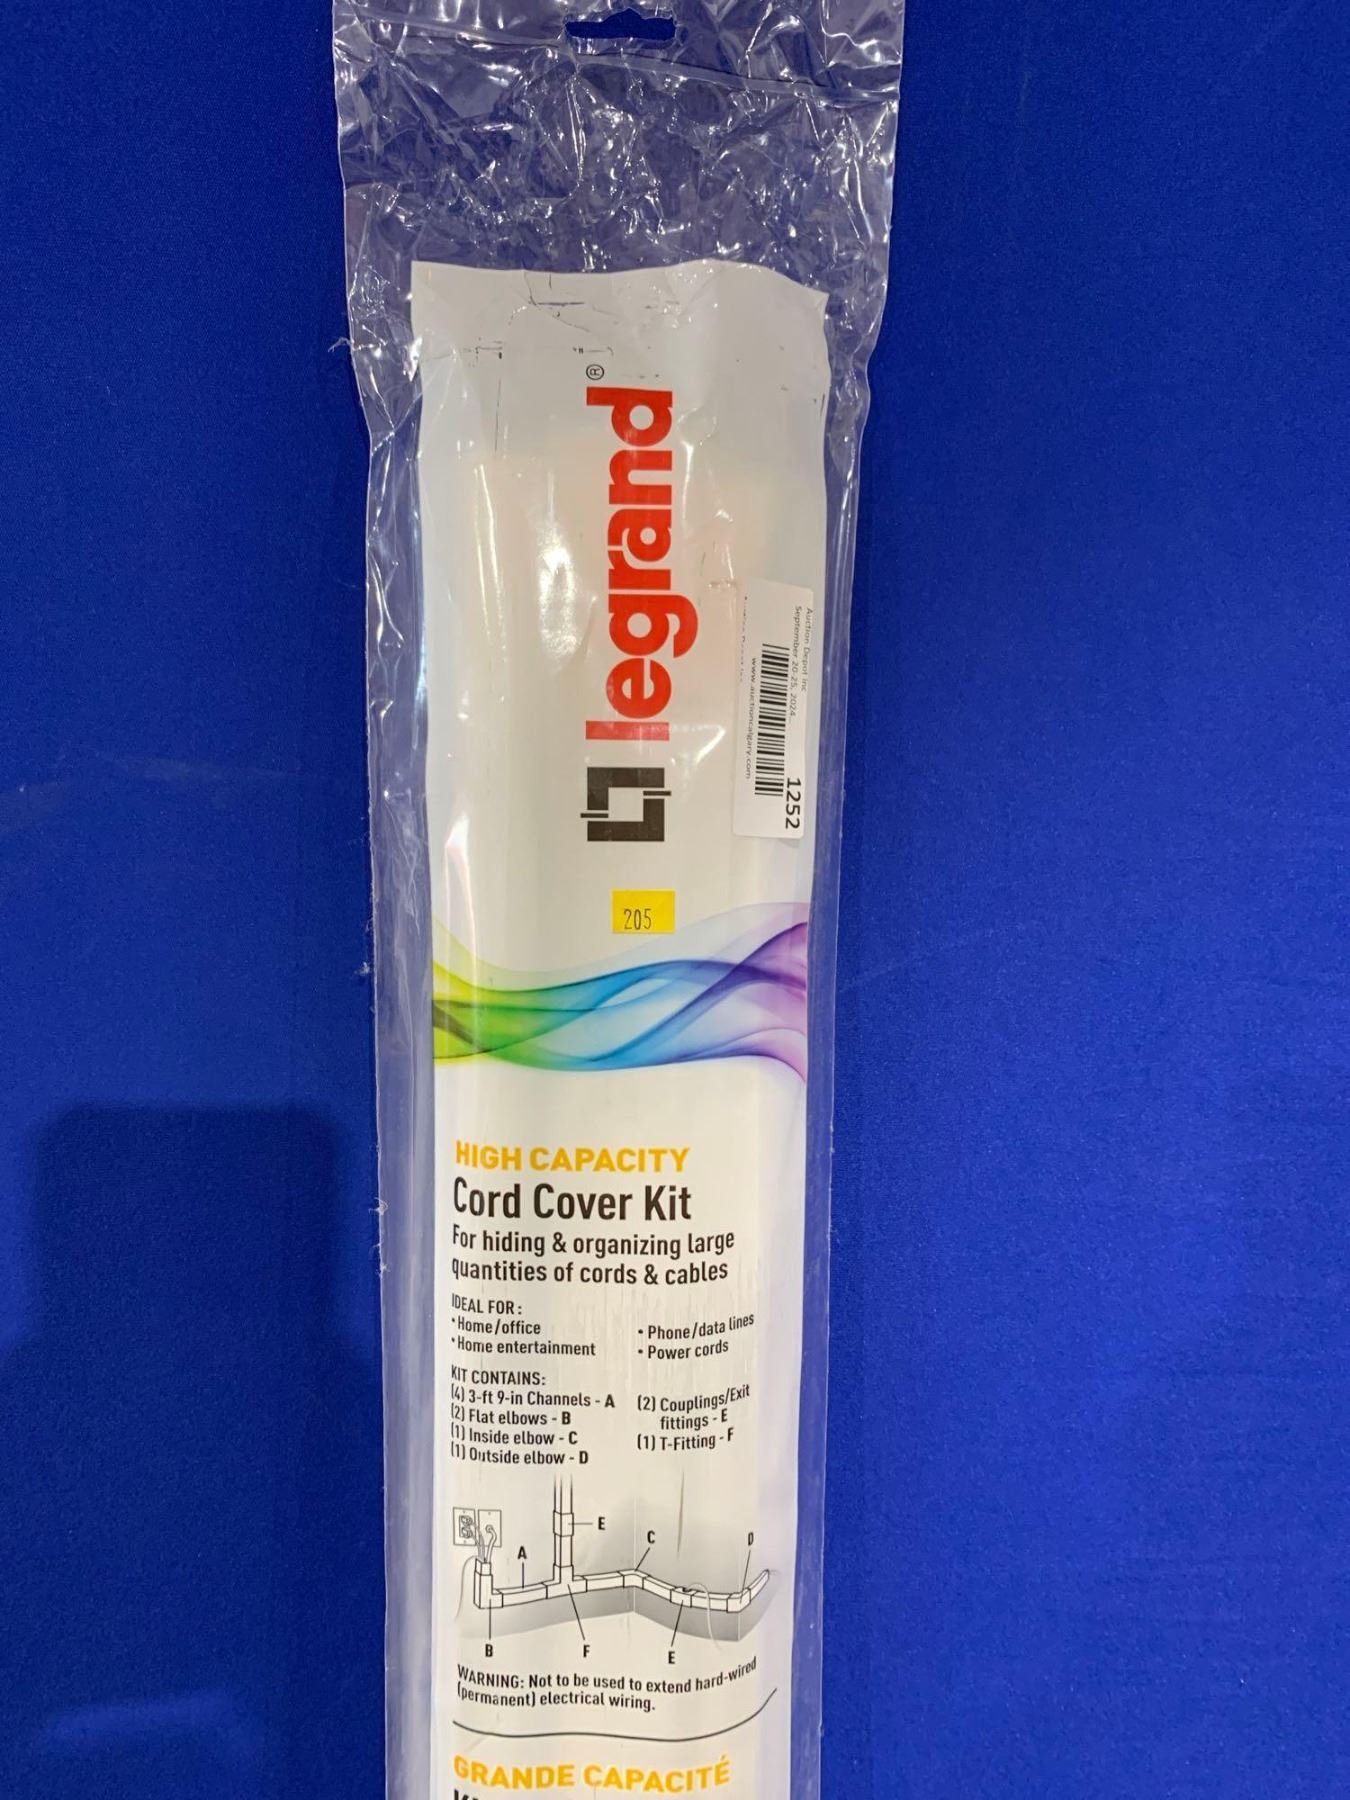 legrand®
Auction Depot Inc
September 20-25, 2024
1252
www.auctioncalgary.com
205
HIGH CAPACITY
Cord Cover Kit
For hiding & organizing large
quantities of cords & cables
IDEAL FOR:
•Home/office
•Home entertainment
• Phone/data lines
• Power cords
KIT CONTAINS:
(4) 3-ft 9-in Channels - A
(2) Flat elbows - B
(1) Inside elbow - C
(1) Outside elbow - D
(2) Couplings/Exit
fittings - E
(1) T-Fitting - F
E
C
D
A
B
F
E
WARNING: Not to be used to extend hard-wired
(permanent) electrical wiring.
GRANDE CAPACITÉ